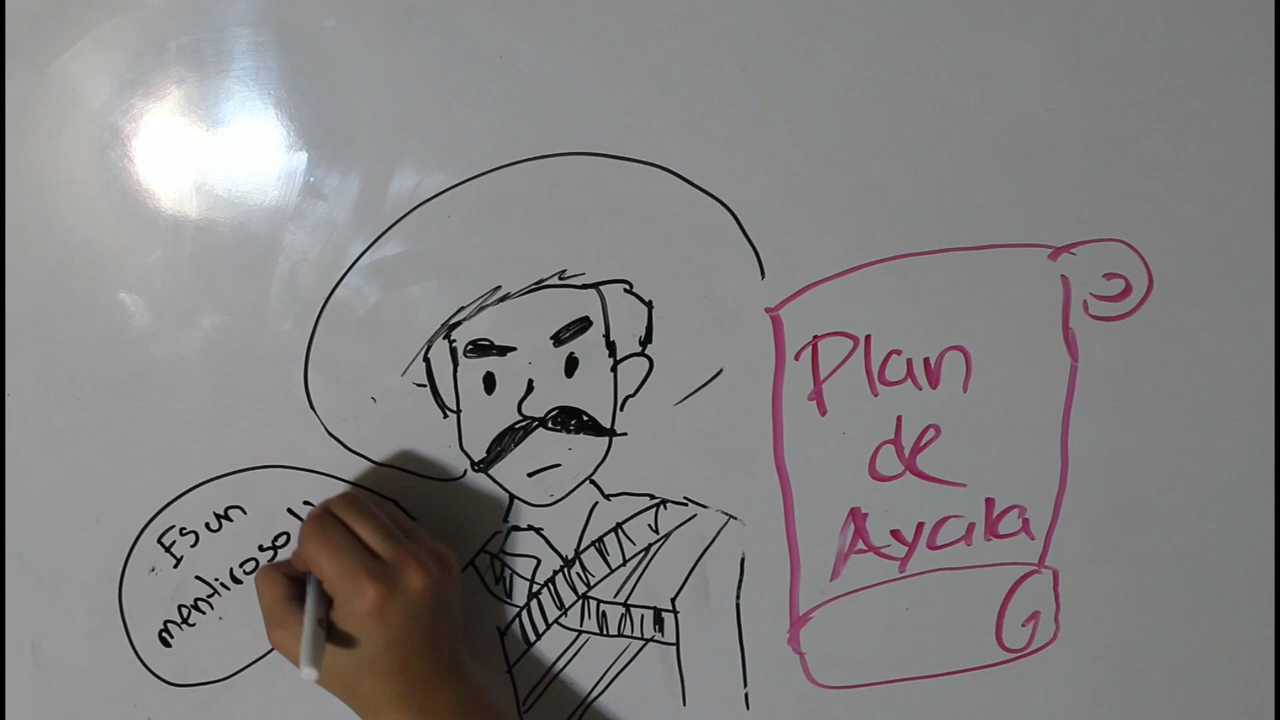 Es un
mentiroso
Plan
de
Ayala